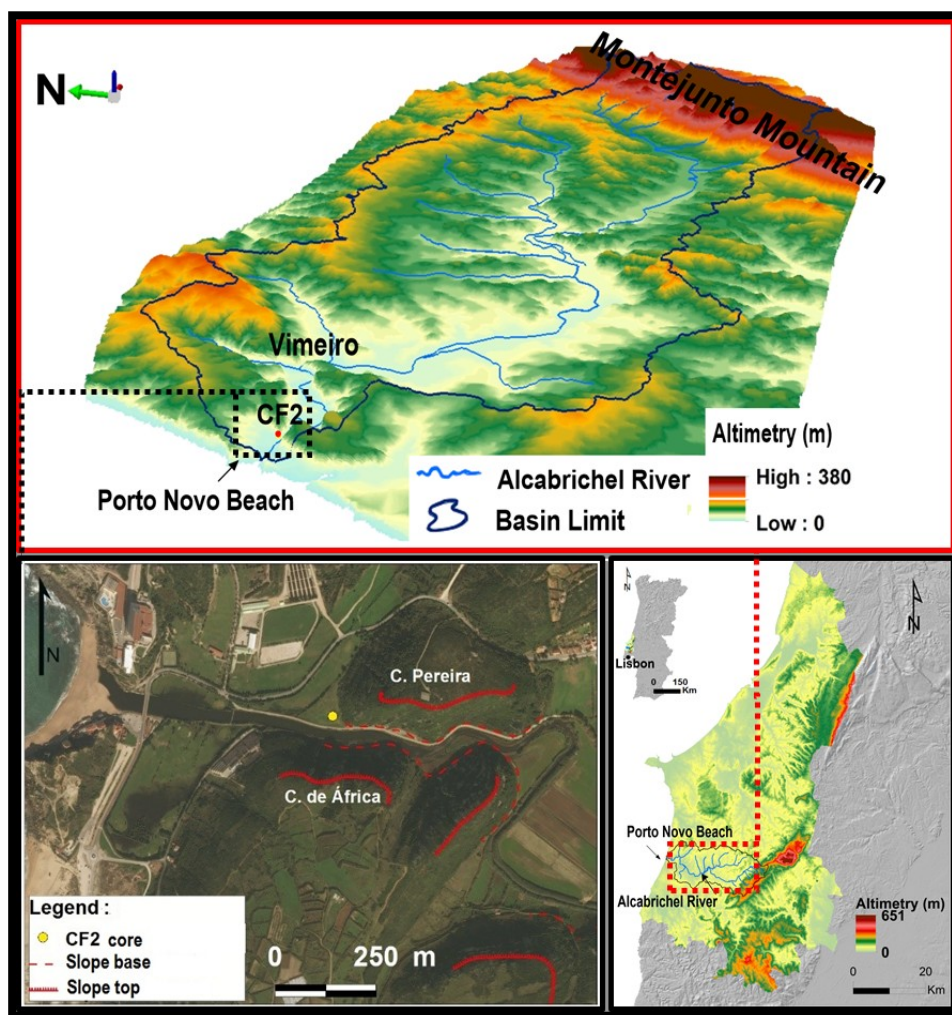 N
Montejunto Mountain
Vimeiro
CF2
Porto Novo Beach
Alcabrichel River
Basin Limit
Altimetry (m)
High : 380
Low : 0
N
C. Pereira
C. de África
Legend :
CF2 core
Slope base
Slope top
0 250 m
N
Lisbon
0 150
Km
N
Porto Novo Beach
Alcabrichel River
Altimetry (m)
651
0
0 20
Km